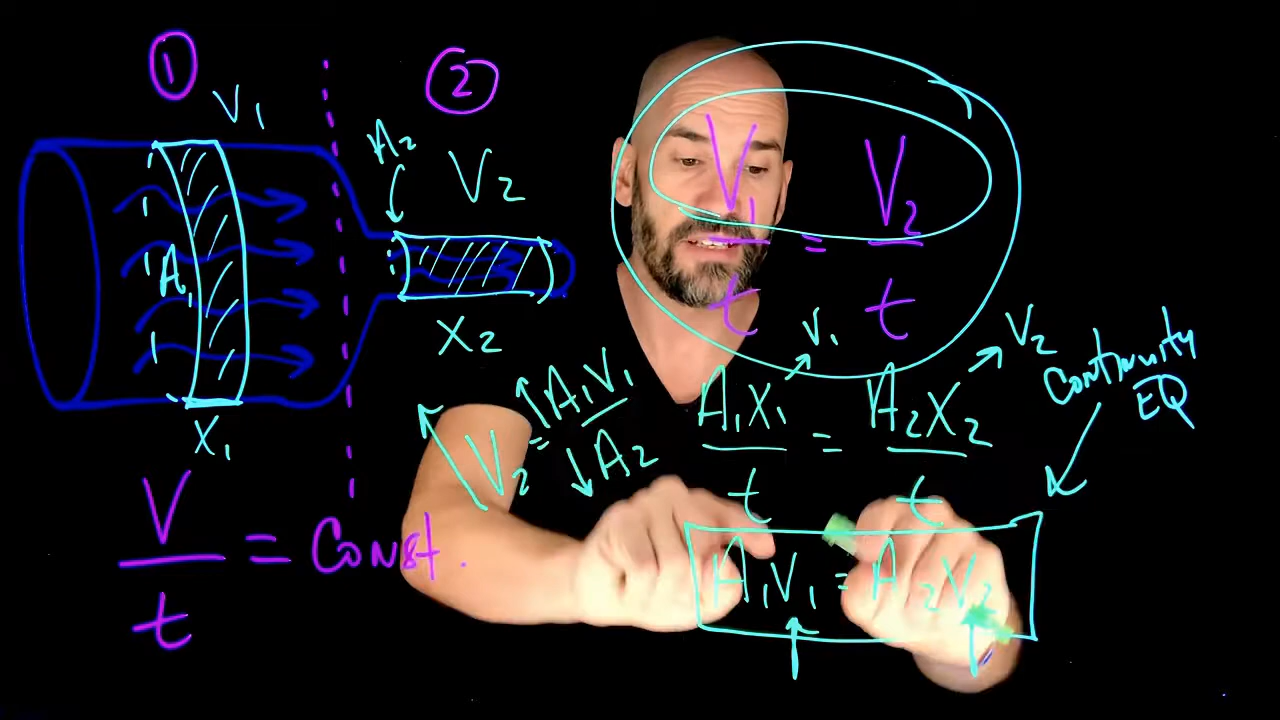 ① ②
V₁
A₂
V₂
A₁
X₁
X₂
V₁/t = V₂/t
V₁ V₂
A₁X₁/t = A₂X₂/t
Continuity
EQ
V₂ = ↑A₁V₁/↓A₂
V/t = Const.
A₁V₁ = A₂V₂